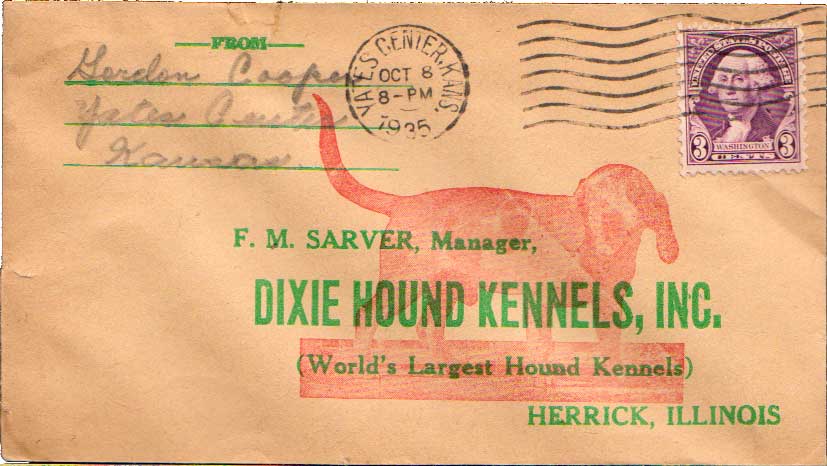 FROM
Gordon Cooper
Yates Center
Kansas
YATES CENTER, KANS.
OCT 8
8-PM
1935
UNITED STATES POSTAGE
3 WASHINGTON 3
CENTS
F. M. SARVER, Manager,
DIXIE HOUND KENNELS, INC.
(World's Largest Hound Kennels)
HERRICK, ILLINOIS